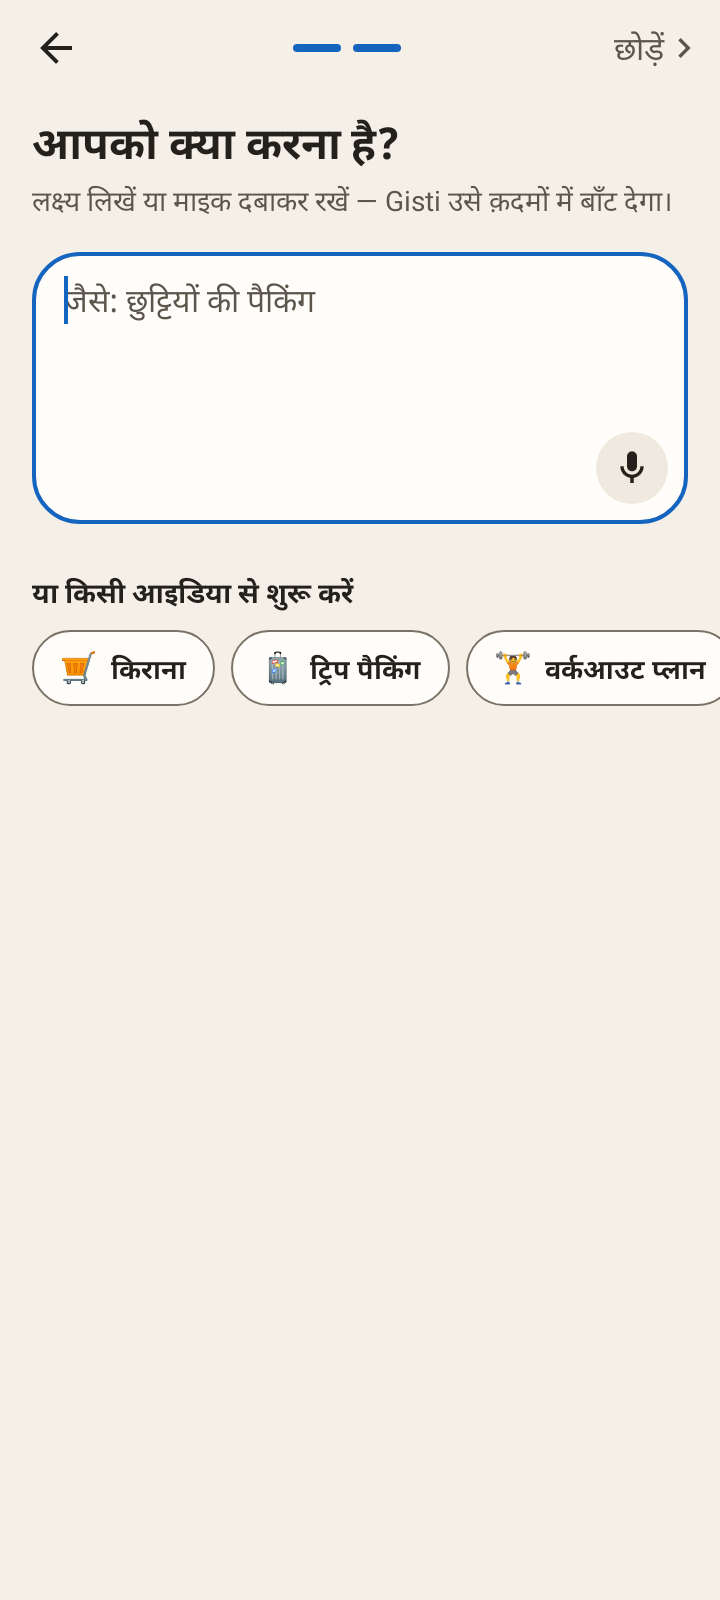 छोड़ें
आपको क्या करना है?
लक्ष्य लिखें या माइक दबाकर रखें — Gisti उसे क़दमों में बाँट देगा।
जैसे: छुट्टियों की पैकिंग
या किसी आइडिया से शुरू करें
किराना
ट्रिप पैकिंग
वर्कआउट प्लान